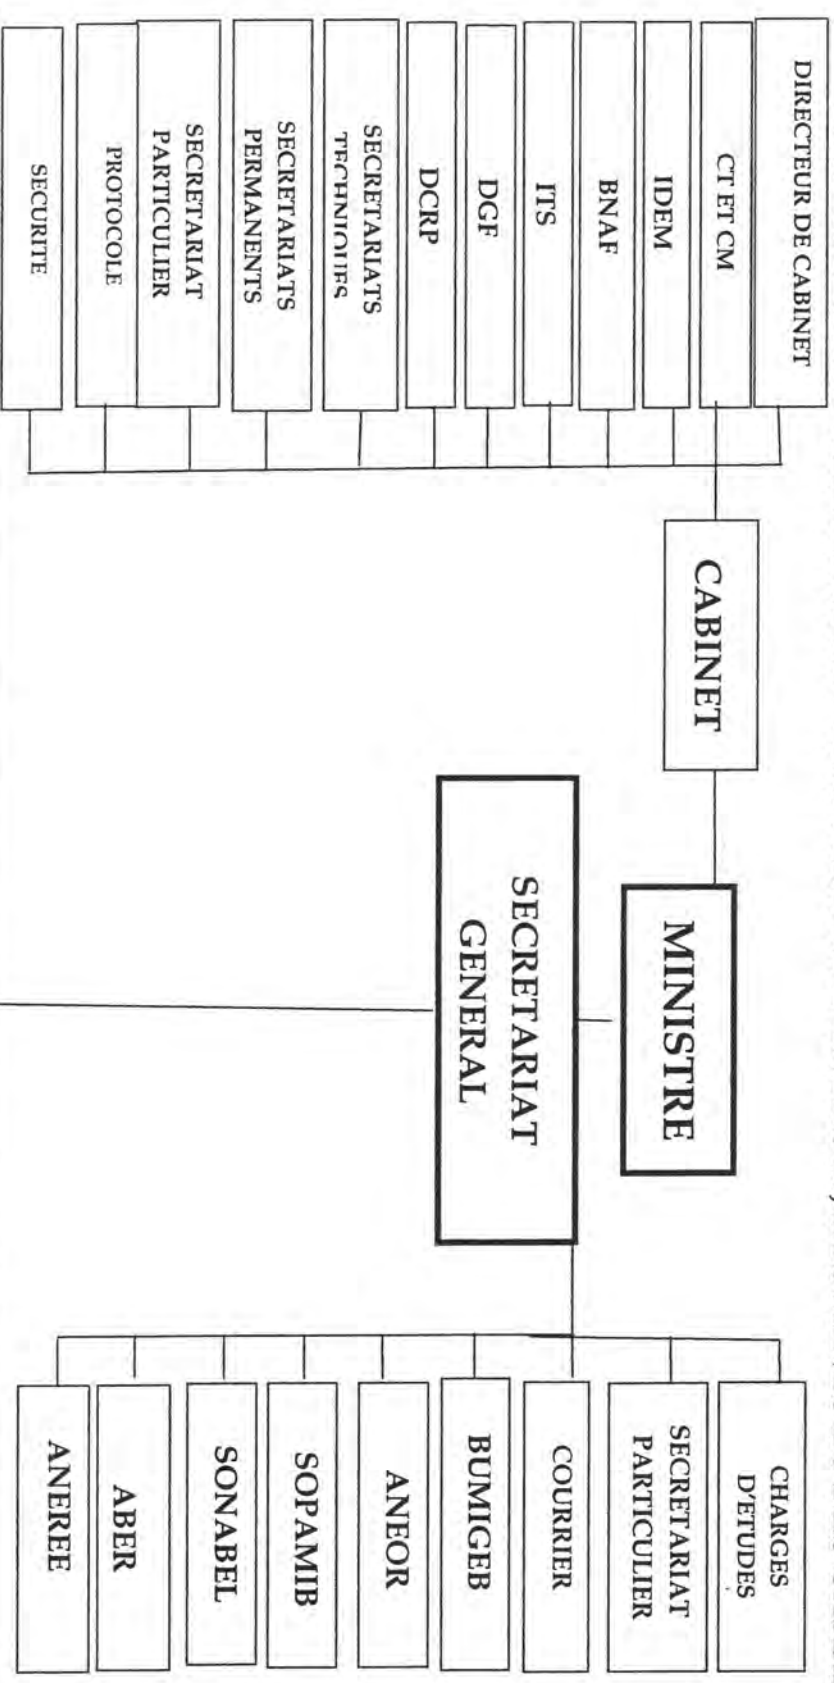 MINISTRE
CABINET
SECRETARIAT
GENERAL
DIRECTEUR DE CABINET
CT ET CM
IDEM
BNAF
ITS
DGF
DCRP
SECRETARIATS
TECHNIQUES
SECRETARIATS
PERMANENTS
SECRETARIAT
PARTICULIER
PROTOCOLE
SECURITE
CHARGES
D'ETUDES
SECRETARIAT
PARTICULIER
COURRIER
BUMIGEB
ANEOR
SOPAMIB
SONABEL
ABER
ANEREE